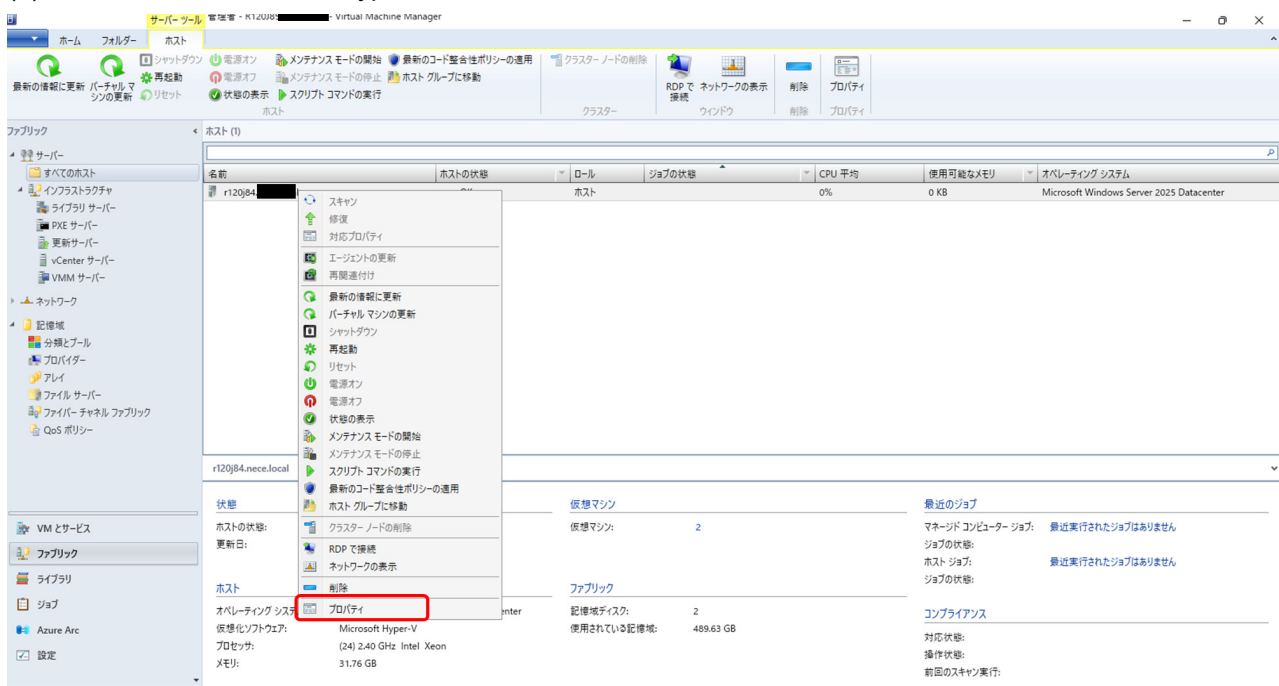 サーバー ツール 管理者 - R120J8 - Virtual Machine Manager
ホーム フォルダー ホスト
最新の情報に更新
バーチャル マシンの更新
シャットダウン
再起動
リセット
電源オン
電源オフ
状態の表示
メンテナンス モードの開始
メンテナンス モードの停止
スクリプト コマンドの実行
最新のコード整合性ポリシーの適用
ホスト グループに移動
クラスター ノードの削除
RDP で接続
ネットワークの表示
削除
プロパティ
ホスト クラスター ウィンドウ 削除 プロパティ
ファブリック
サーバー
すべてのホスト
インフラストラクチャ
ライブラリ サーバー
PXE サーバー
更新サーバー
vCenter サーバー
VMM サーバー
ネットワーク
記憶域
分類とプール
プロバイダー
アレイ
ファイル サーバー
ファイバー チャネル ファブリック
QoS ポリシー
VM とサービス
ファブリック
ライブラリ
ジョブ
Azure Arc
設定
ホスト (1)
名前 ホストの状態 ロール ジョブの状態 CPU 平均 使用可能なメモリ オペレーティング システム
r120j84. ホスト 0% 0 KB Microsoft Windows Server 2025 Datacenter
スキャン
修復
対応プロパティ
エージェントの更新
再関連付け
最新の情報に更新
バーチャル マシンの更新
シャットダウン
再起動
リセット
電源オン
電源オフ
状態の表示
メンテナンス モードの開始
メンテナンス モードの停止
スクリプト コマンドの実行
最新のコード整合性ポリシーの適用
ホスト グループに移動
クラスター ノードの削除
RDP で接続
ネットワークの表示
削除
プロパティ
r120j84.nece.local
状態
ホストの状態:
更新日:
ホスト
オペレーティング シス enter
仮想化ソフトウェア: Microsoft Hyper-V
プロセッサ: (24) 2.40 GHz Intel Xeon
メモリ: 31.76 GB
仮想マシン
仮想マシン: 2
ファブリック
記憶域ディスク: 2
使用されている記憶域: 489.63 GB
最近のジョブ
マネージド コンピューター ジョブ: 最近実行されたジョブはありません
ジョブの状態:
ホスト ジョブ: 最近実行されたジョブはありません
ジョブの状態:
コンプライアンス
対応状態:
操作状態:
前回のスキャン実行: